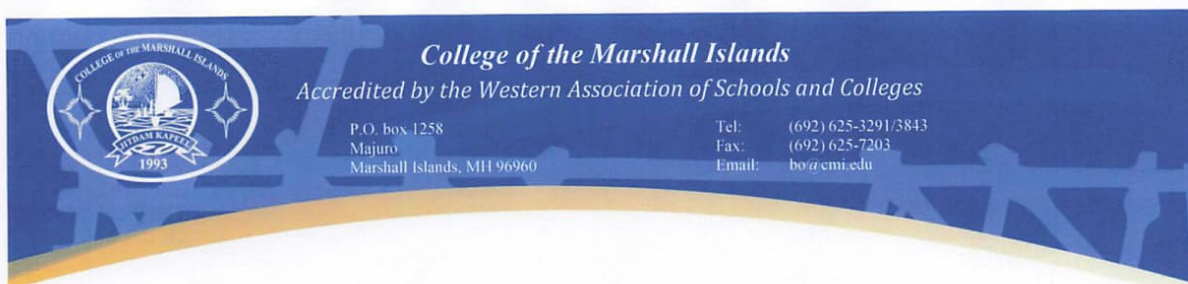 COLLEGE OF THE MARSHALL ISLANDS
JITDAM KAPEEL
1993
College of the Marshall Islands
Accredited by the Western Association of Schools and Colleges
P.O. box 1258
Majuro
Marshall Islands, MH 96960
Tel: (692) 625-3291/3843
Fax: (692) 625-7203
Email: bo@cmi.edu